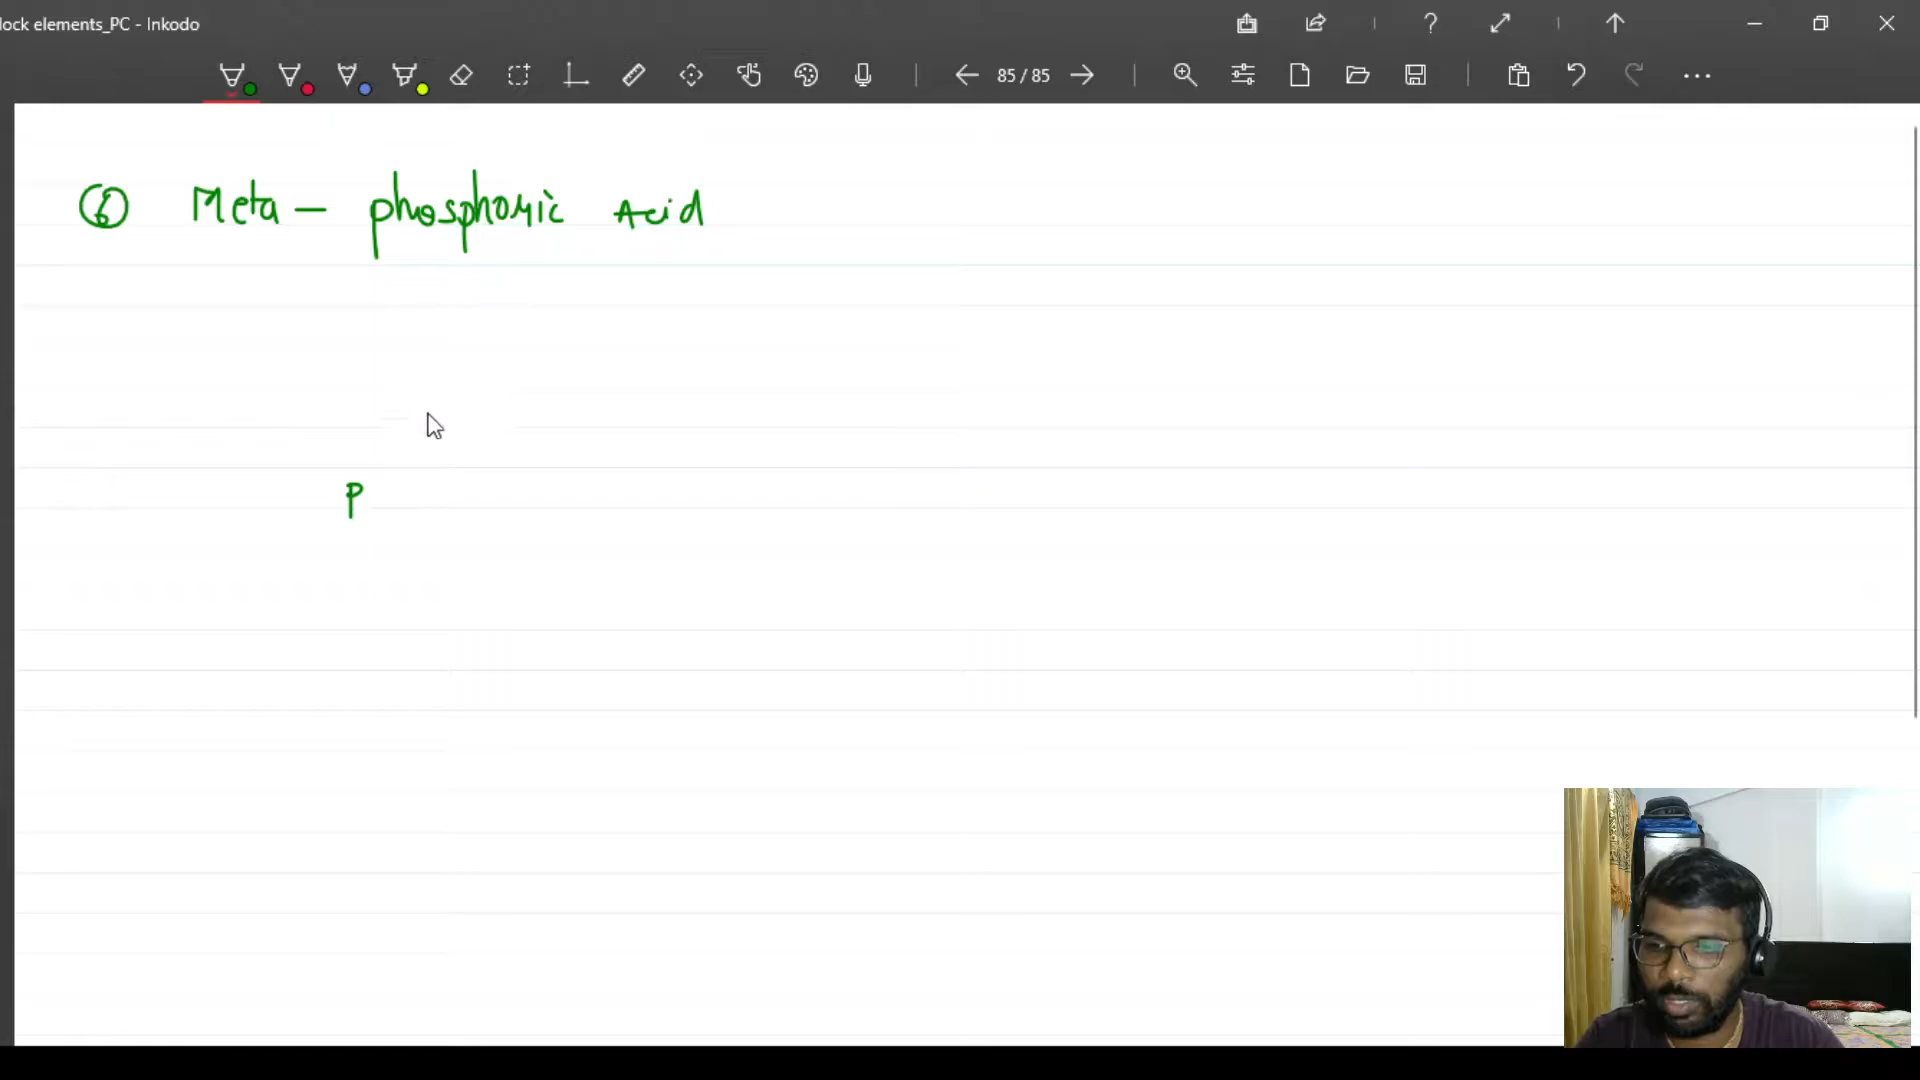 lock elements_PC - Inkodo
85 / 85
6 Meta - phosphoric Acid
P